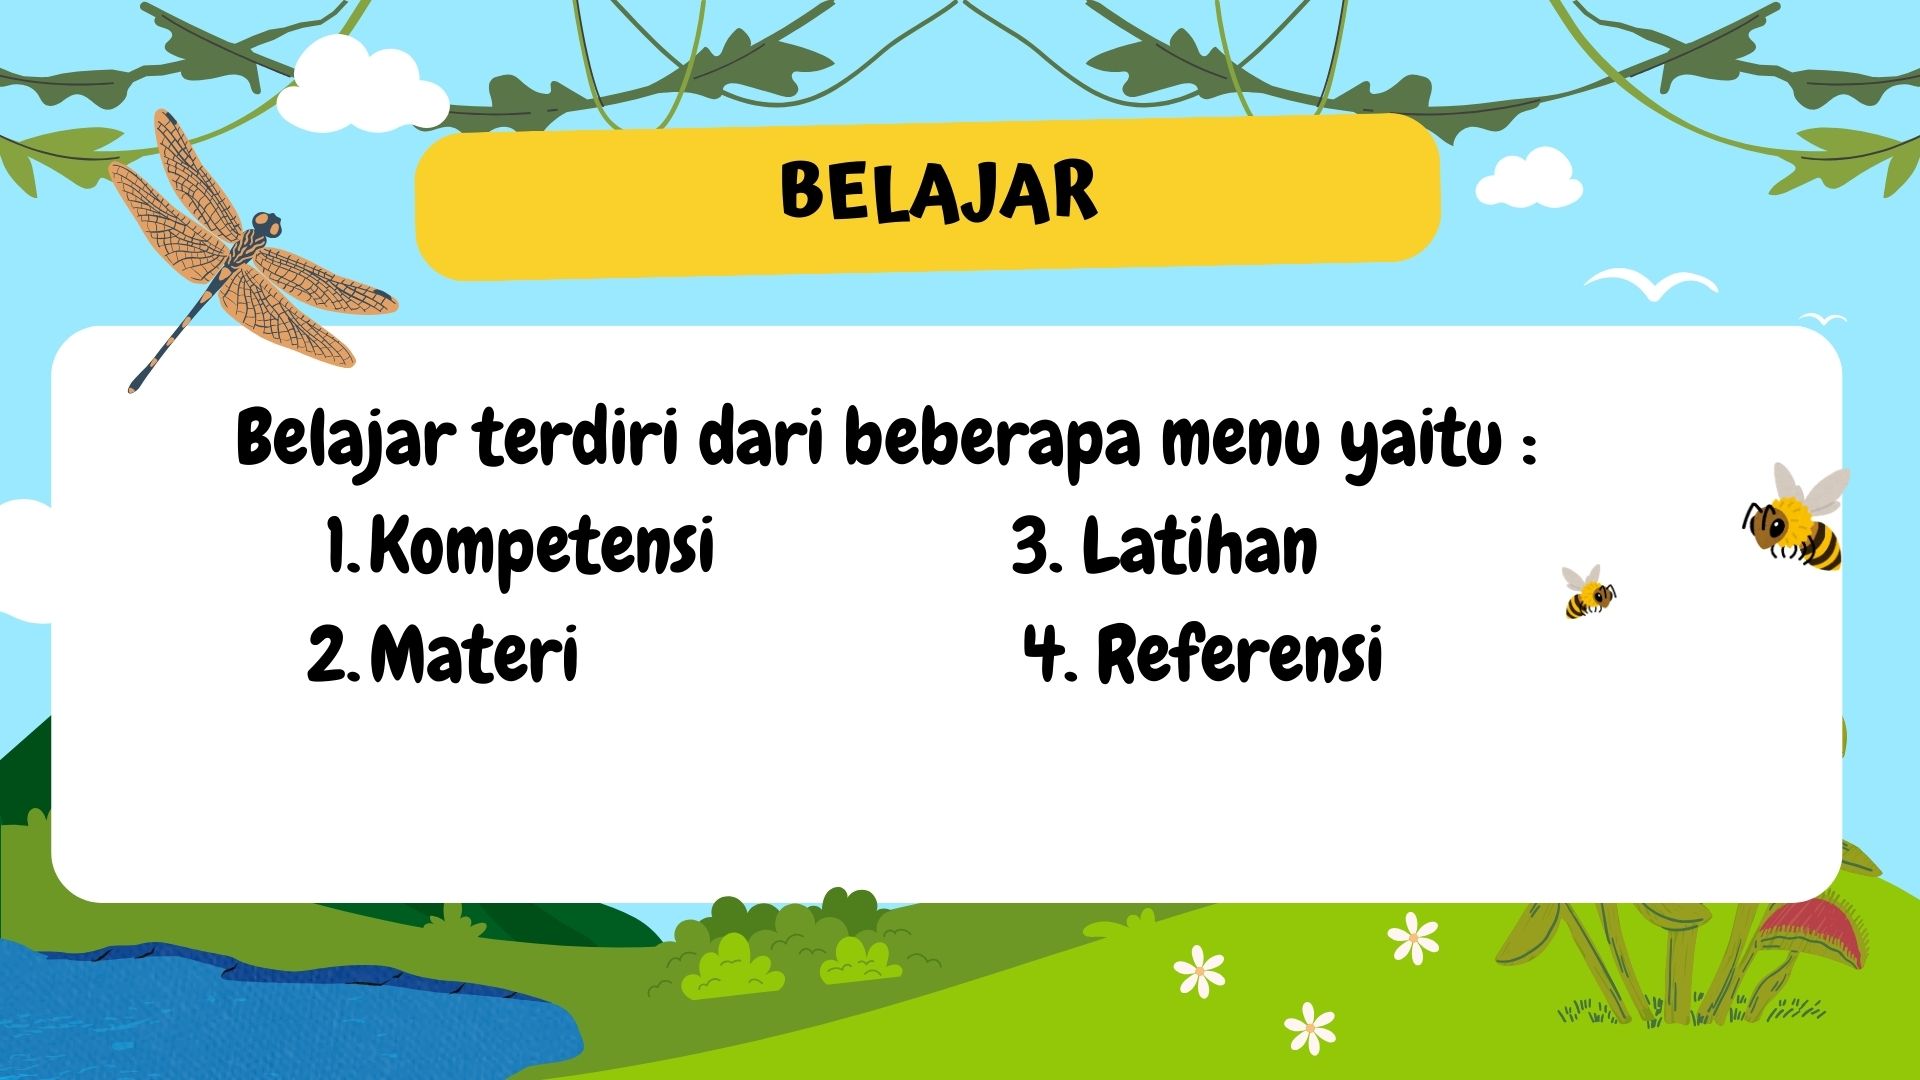 BELAJAR
Belajar terdiri dari beberapa menu yaitu :
1. Kompetensi
2. Materi
3. Latihan
4. Referensi